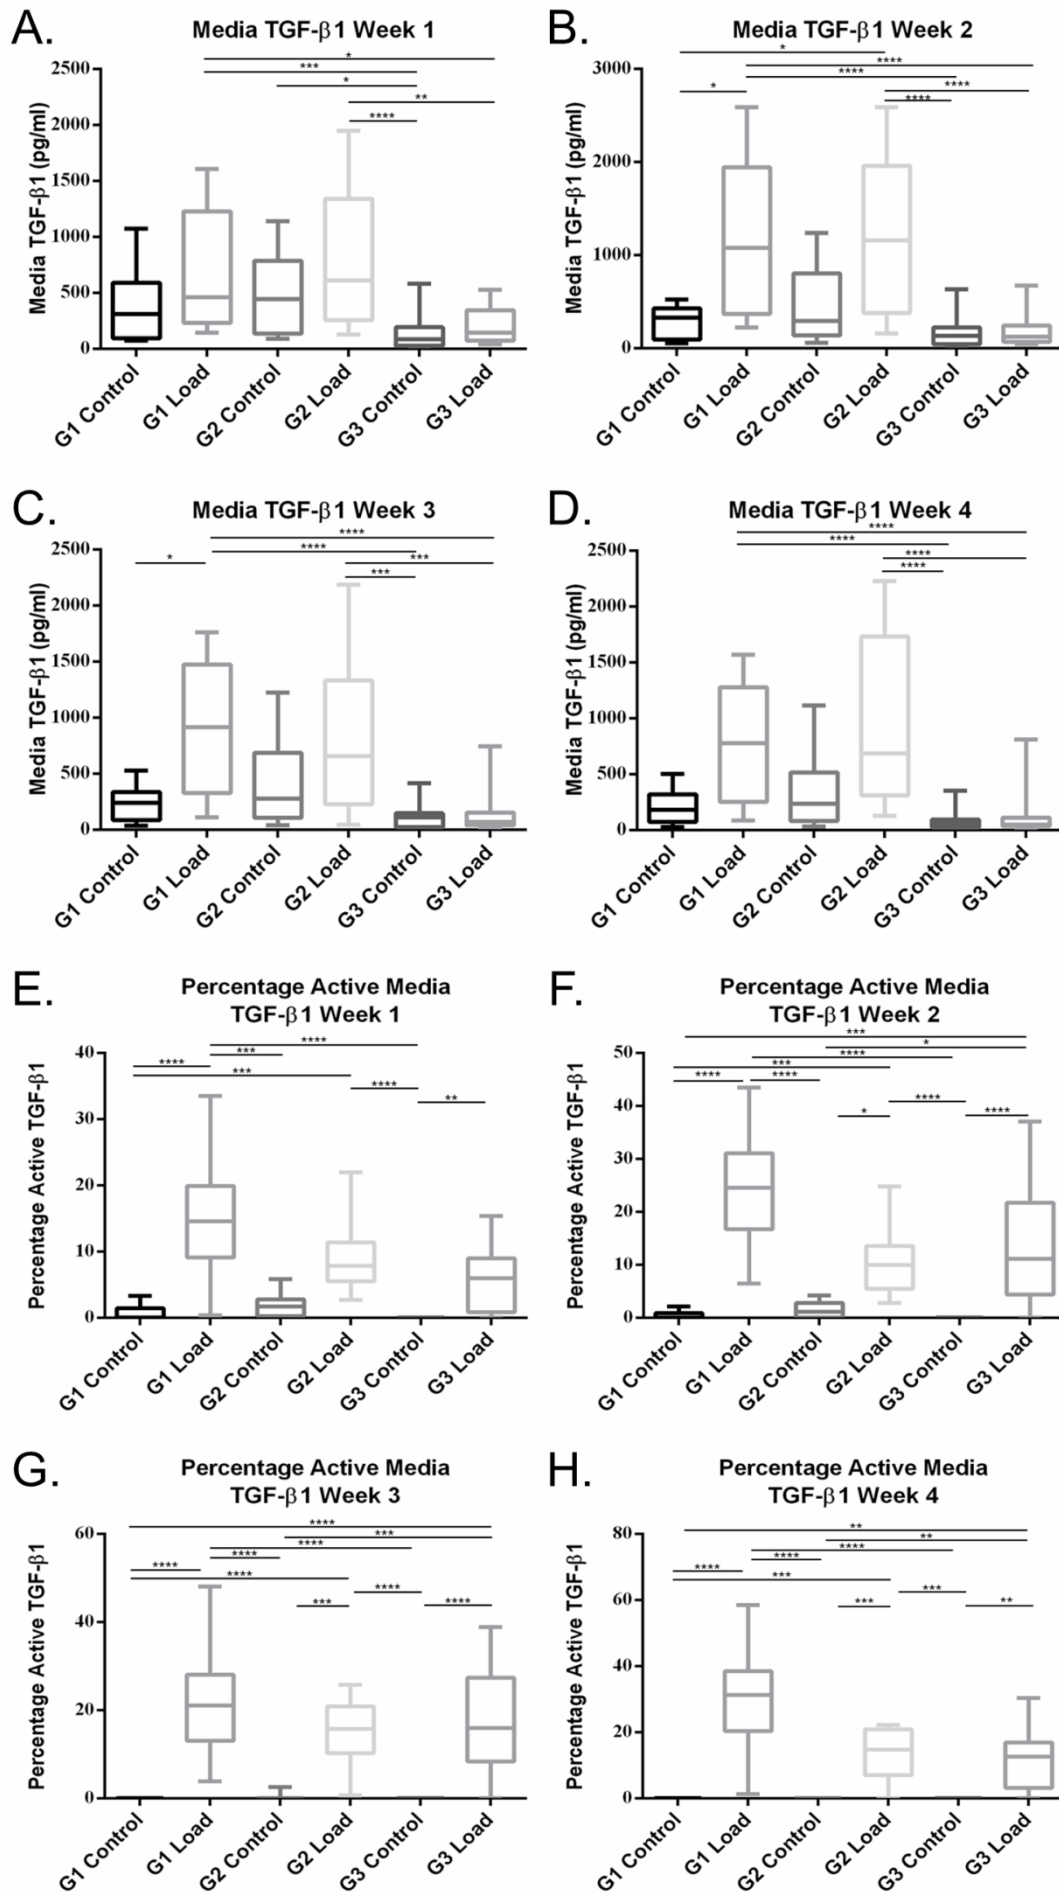 A.
Media TGF-β1 Week 1
Media TGF-β1 (pg/ml)
2500
2000
1500
1000
500
0
*
***
*
**
****
G1 Control
G1 Load
G2 Control
G2 Load
G3 Control
G3 Load
B.
Media TGF-β1 Week 2
Media TGF-β1 (pg/ml)
3000
2000
1000
0
*
****
****
*
****
****
G1 Control
G1 Load
G2 Control
G2 Load
G3 Control
G3 Load
C.
Media TGF-β1 Week 3
Media TGF-β1 (pg/ml)
2500
2000
1500
1000
500
0
****
****
*
***
***
G1 Control
G1 Load
G2 Control
G2 Load
G3 Control
G3 Load
D.
Media TGF-β1 Week 4
Media TGF-β1 (pg/ml)
2500
2000
1500
1000
500
0
****
****
****
****
G1 Control
G1 Load
G2 Control
G2 Load
G3 Control
G3 Load
E.
Percentage Active Media
TGF-β1 Week 1
Percentage Active TGF-β1
40
30
20
10
0
****
***
****
***
****
**
G1 Control
G1 Load
G2 Control
G2 Load
G3 Control
G3 Load
F.
Percentage Active Media
TGF-β1 Week 2
Percentage Active TGF-β1
50
40
30
20
10
0
***
*
****
***
****
****
****
*
****
G1 Control
G1 Load
G2 Control
G2 Load
G3 Control
G3 Load
G.
Percentage Active Media
TGF-β1 Week 3
Percentage Active TGF-β1
60
40
20
0
****
***
****
****
****
****
****
***
****
G1 Control
G1 Load
G2 Control
G2 Load
G3 Control
G3 Load
H.
Percentage Active Media
TGF-β1 Week 4
Percentage Active TGF-β1
80
60
40
20
0
**
**
****
****
****
***
***
***
**
G1 Control
G1 Load
G2 Control
G2 Load
G3 Control
G3 Load